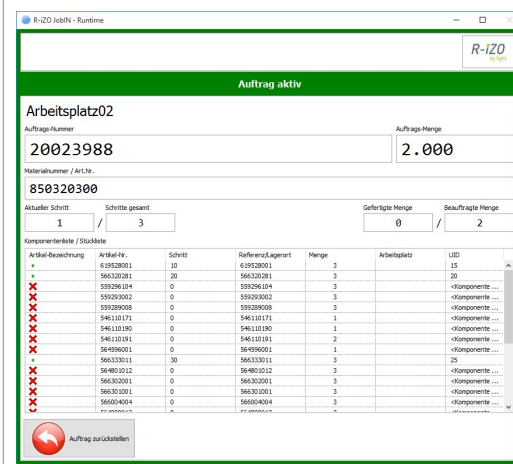 R-iZO JobIN - Runtime
R-iZO
by light
Auftrag aktiv
Arbeitsplatz02
Auftrags-Nummer Auftrags-Menge
20023988 2.000
Materialnummer / Art.Nr.
850320300
Aktueller Schritt Schritte gesamt Gefertigte Menge Beauftragte Menge
1 / 3 0 / 2
Komponentenliste / Stückliste
Artikel-Bezeichnung Artikel-Nr. Schritt Referenz/Lagerort Menge Arbeitsplatz UID
619528001 10 619528001 3 15
566320281 20 566320281 3 20
559296104 0 559296104 3 <Komponente ...
559293002 0 559293002 3 <Komponente ...
559289008 0 559289008 3 <Komponente ...
546110171 0 546110171 1 <Komponente ...
546110190 0 546110190 1 <Komponente ...
546110191 0 546110191 2 <Komponente ...
564596001 0 564596001 1 <Komponente ...
566333011 30 566333011 3 25
564801012 0 564801012 3 <Komponente ...
566302001 0 566302001 3 <Komponente ...
566301001 0 566301001 3 <Komponente ...
566004004 0 566004004 3 <Komponente ...
Auftrag zurückstellen